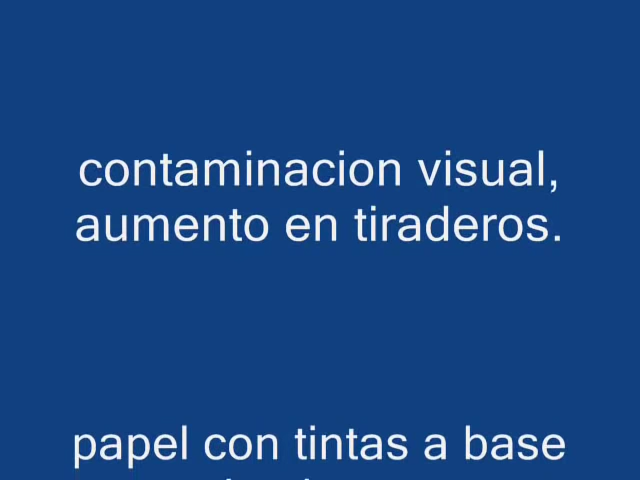 contaminacion visual,
aumento en tiraderos.
papel con tintas a base